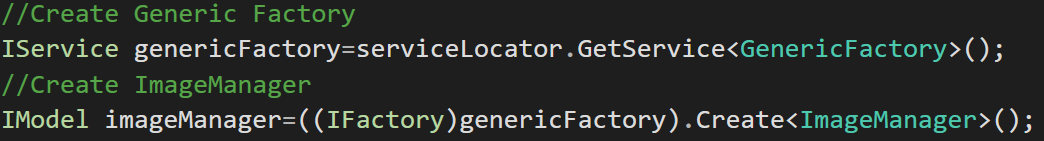 //Create Generic Factory
IService genericFactory=serviceLocator.GetService<GenericFactory>();
//Create ImageManager
IModel imageManager=((IFactory)genericFactory).Create<ImageManager>();